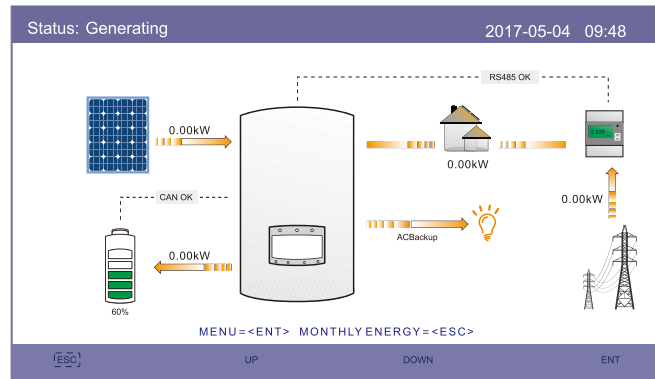 Status: Generating
2017-05-04 09:48
RS485 OK
0.00kW
0.00kW
CAN OK
0.00kW
0.00kW
ACBackup
60%
MENU=<ENT> MONTHLY ENERGY=<ESC>
ESC
UP
DOWN
ENT